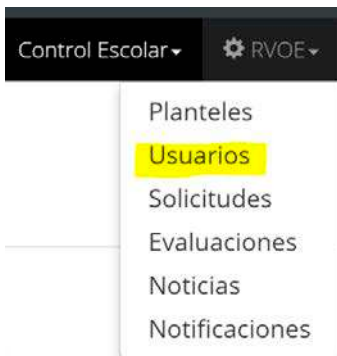 Control Escolar RVOE
Planteles
Usuarios
Solicitudes
Evaluaciones
Noticias
Notificaciones